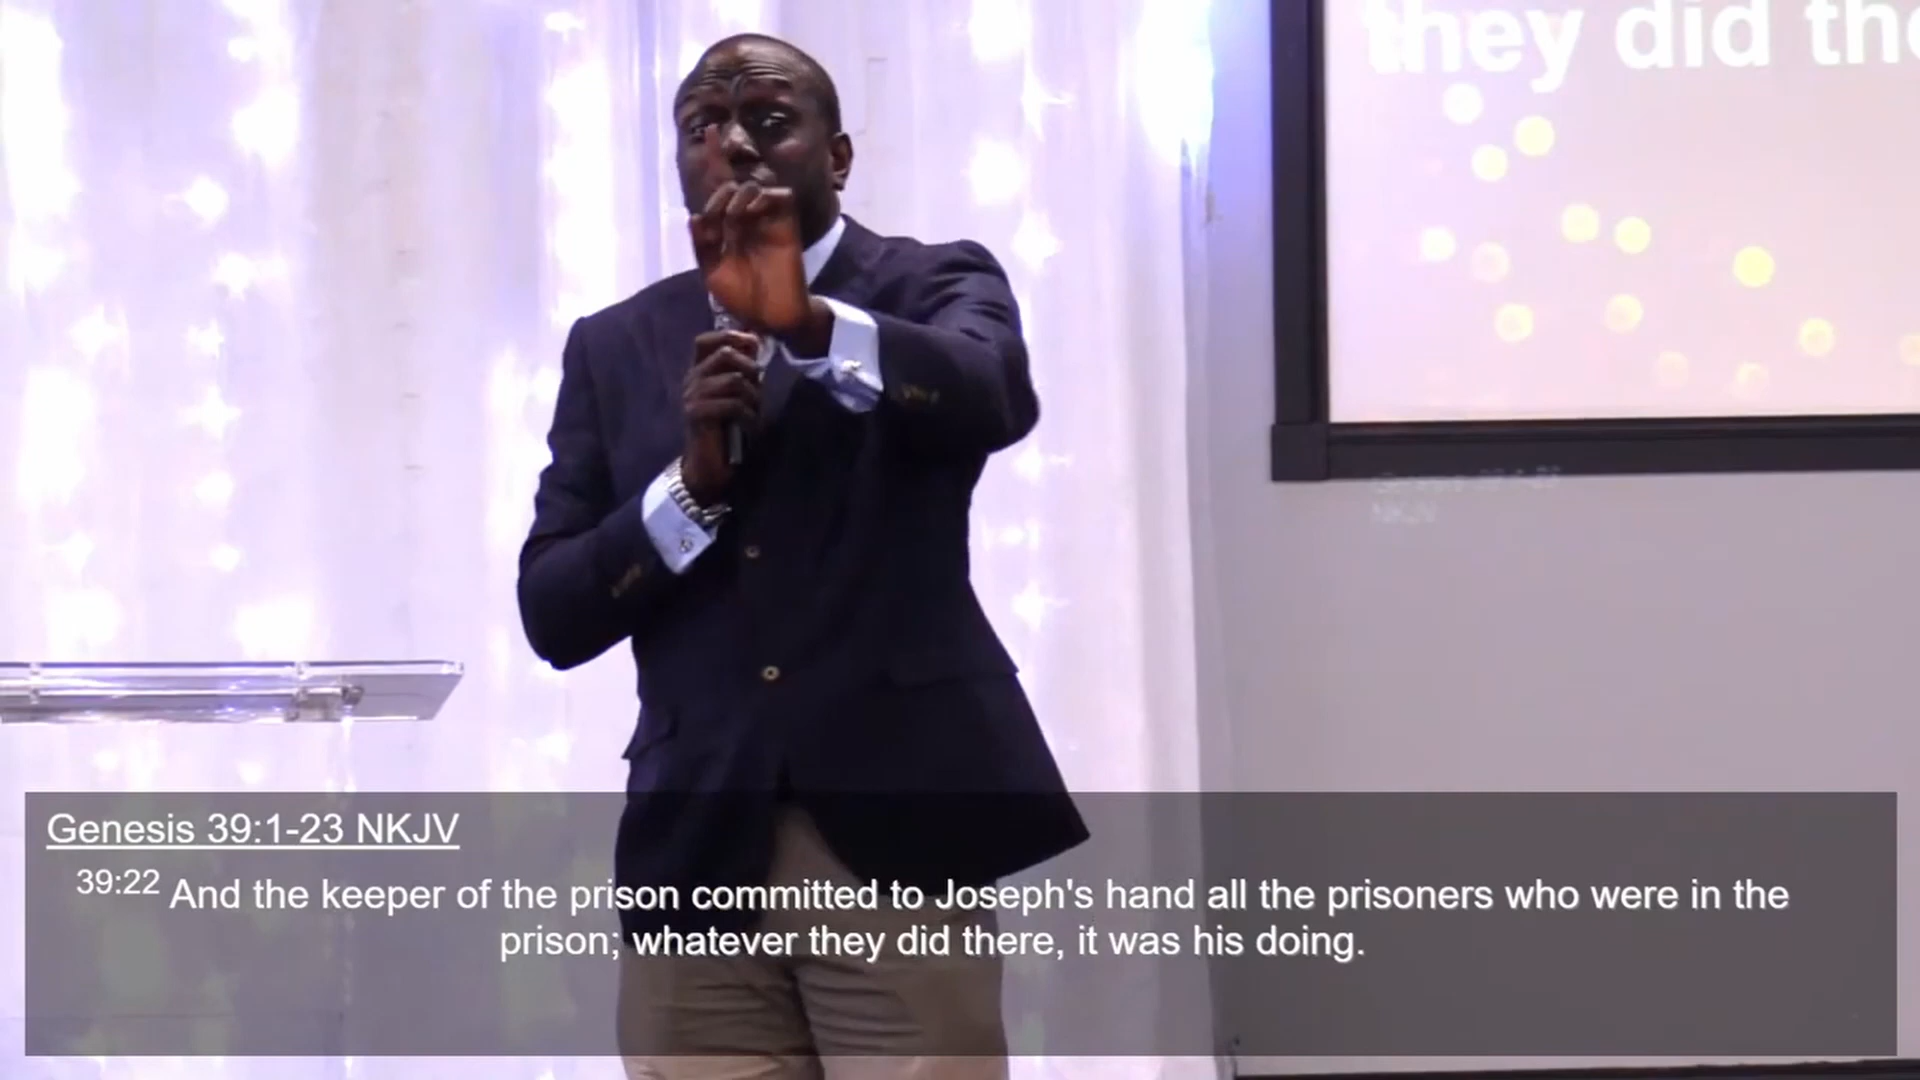 they did the
Genesis 39:1-23 NKJV
39:22 And the keeper of the prison committed to Joseph's hand all the prisoners who were in the
prison; whatever they did there, it was his doing.